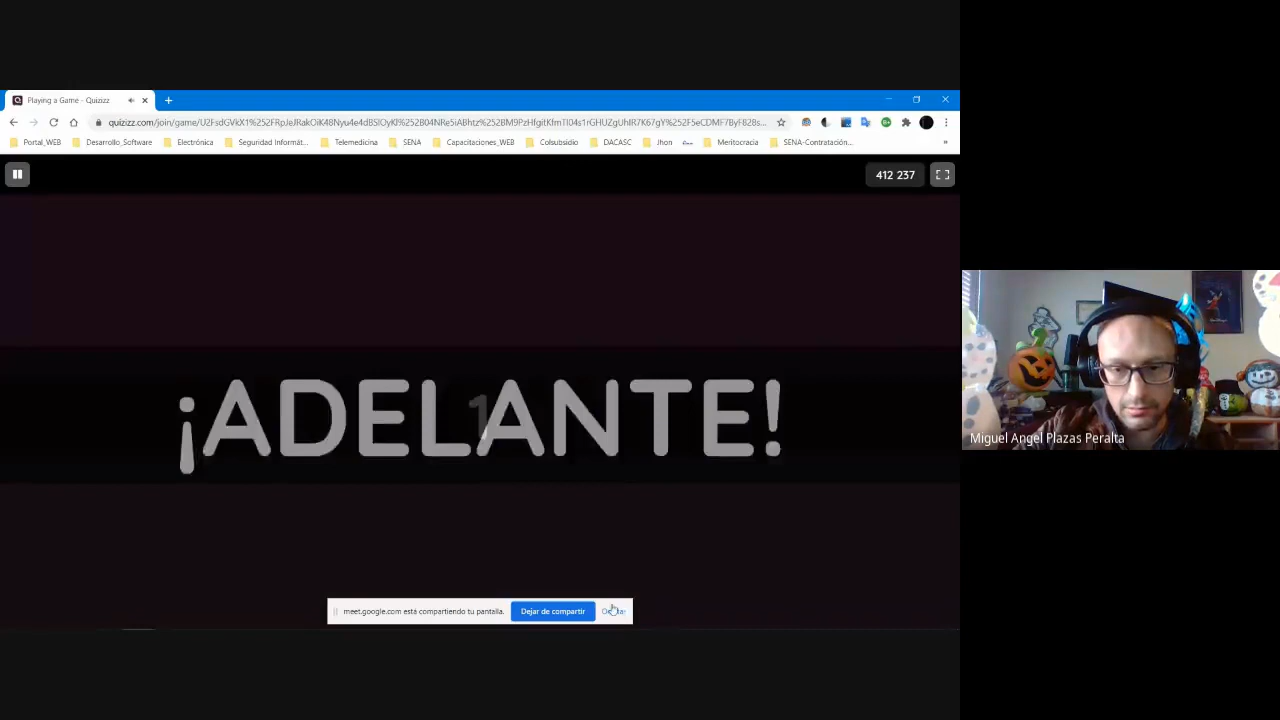 Playing a Game - Quizizz
Portal_WEB
Desarrollo_Software
Electrónica
Seguridad Informát...
Telemedicina
SENA
Capacitaciones_WEB
Colsubsidio
DACASC
Jhon
Meritocracia
SENA-Contratación...
412 237
¡ADELANTE!
1
meet.google.com está compartiendo tu pantalla.
Dejar de compartir
Miguel Angel Plazas Peralta